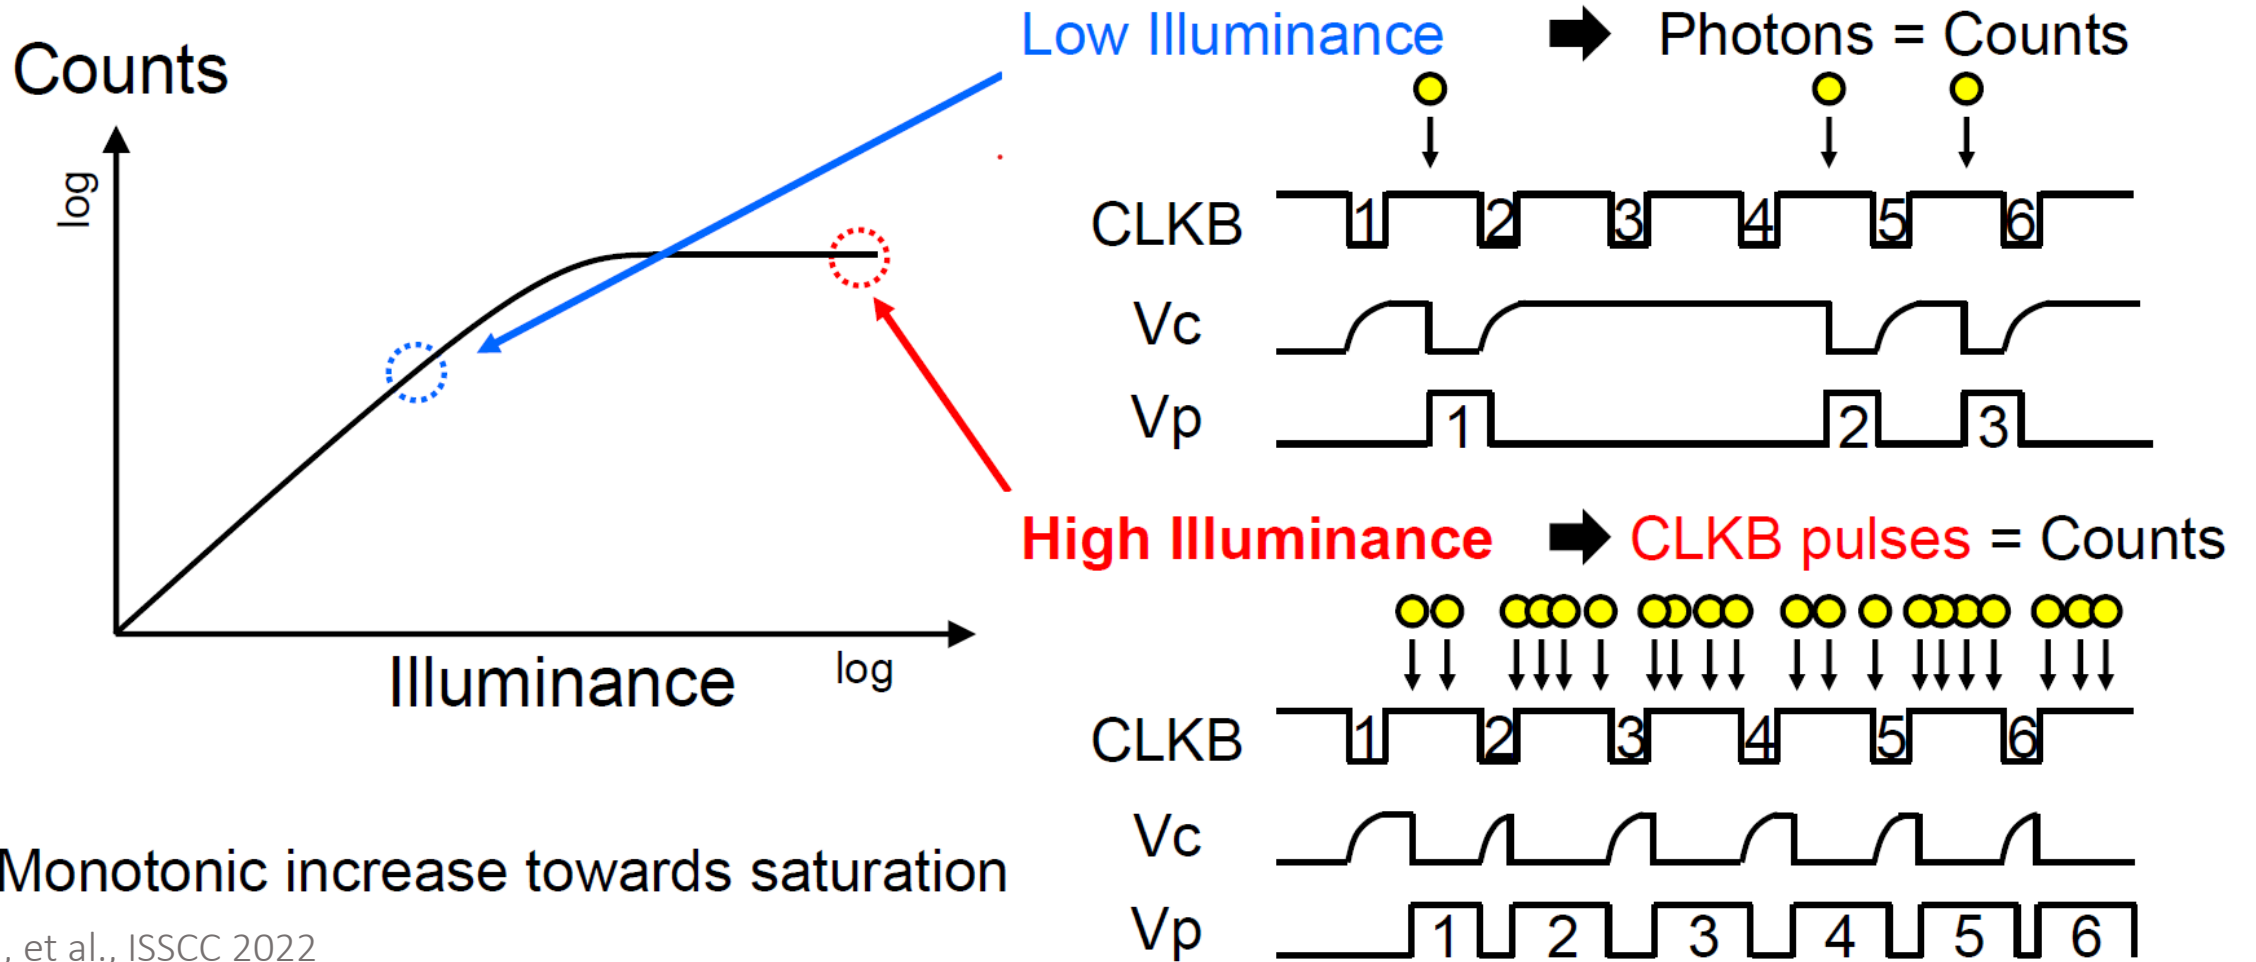 Counts
log
Illuminance
log
Monotonic increase towards saturation
, et al., ISSCC 2022
Low Illuminance Photons = Counts
CLKB 1 2 3 4 5 6
Vc
Vp 1 2 3
High Illuminance CLKB pulses = Counts
CLKB 1 2 3 4 5 6
Vc
Vp 1 2 3 4 5 6